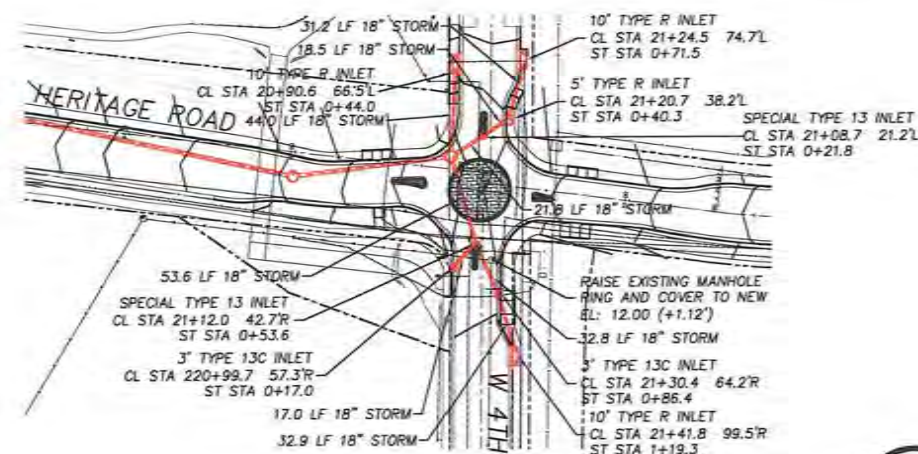 31.2 LF 18" STORM
18.5 LF 18" STORM
10' TYPE R INLET
CL STA 20+90.6 66.5'L
ST STA 0+44.0
44.0 LF 18" STORM
HERITAGE ROAD
10' TYPE R INLET
CL STA 21+24.5 74.7'L
ST STA 0+71.5
5' TYPE R INLET
CL STA 21+20.7 38.2'L
ST STA 0+40.3
SPECIAL TYPE 13 INLET
CL STA 21+08.7 21.2'L
ST STA 0+21.8
21.8 LF 18" STORM
53.6 LF 18" STORM
SPECIAL TYPE 13 INLET
CL STA 21+12.0 42.7'R
ST STA 0+53.6
3' TYPE 13C INLET
CL STA 220+99.7 57.3'R
ST STA 0+17.0
17.0 LF 18" STORM
32.9 LF 18" STORM
W 4TH
RAISE EXISTING MANHOLE
RING AND COVER TO NEW
EL: 12.00 (+1.12')
32.8 LF 18" STORM
3' TYPE 13C INLET
CL STA 21+30.4 64.2'R
ST STA 0+86.4
10' TYPE R INLET
CL STA 21+41.8 99.5'R
ST STA 1+19.3